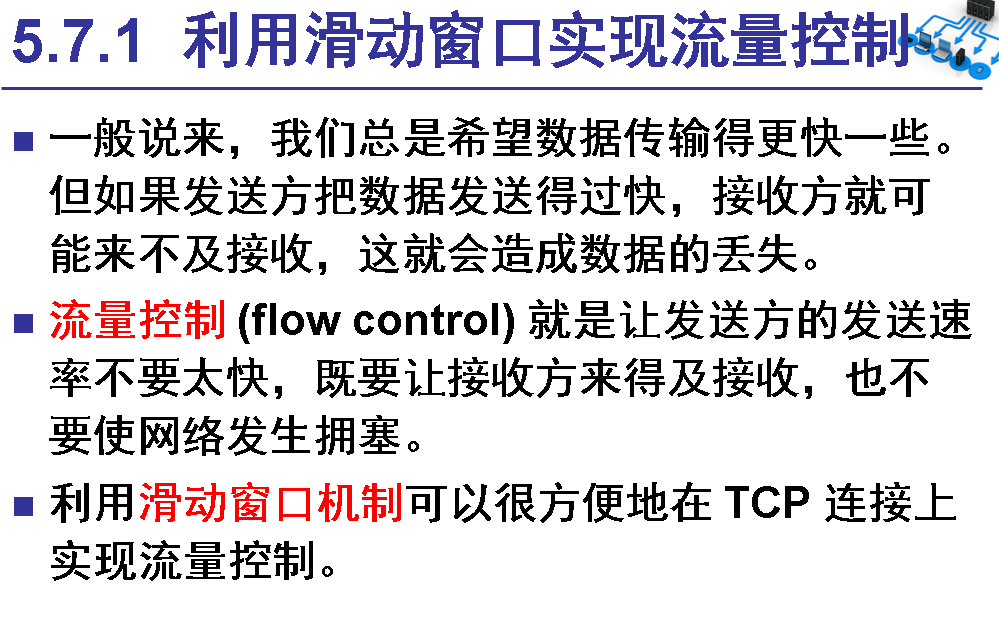 5.7.1 利用滑动窗口实现流量控制
一般说来，我们总是希望数据传输得更快一些。
但如果发送方把数据发送得过快，接收方就可
能来不及接收，这就会造成数据的丢失。
流量控制 (flow control) 就是让发送方的发送速
率不要太快，既要让接收方来得及接收，也不
要使网络发生拥塞。
利用滑动窗口机制可以很方便地在 TCP 连接上
实现流量控制。